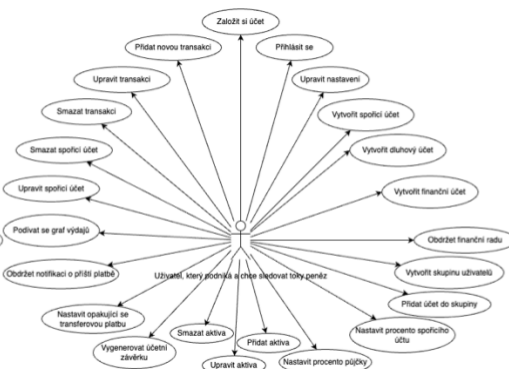 Založit si účet
Přidat novou transakci
Přihlásit se
Upravit transakci
Upravit nastavení
Smazat transakci
Vytvořit spořící účet
Smazat spořicí účet
Vytvořit dluhový účet
Upravit spořicí účet
Vytvořit finanční účet
Podívat se graf výdajů
Obdržet finanční radu
Obdržet notifikaci o příští platbě
Uživatel, který podniká a chce sledovat toky peněz
Vytvořit skupinu uživatelů
Přidat účet do skupiny
Nastavit opakující se
transferovou platbu
Smazat aktiva
Přidat aktiva
Nastavit procento spořicího
účtu
Vygenerovat účetní
závěrku
Upravit aktiva
Nastavit procento půjčky